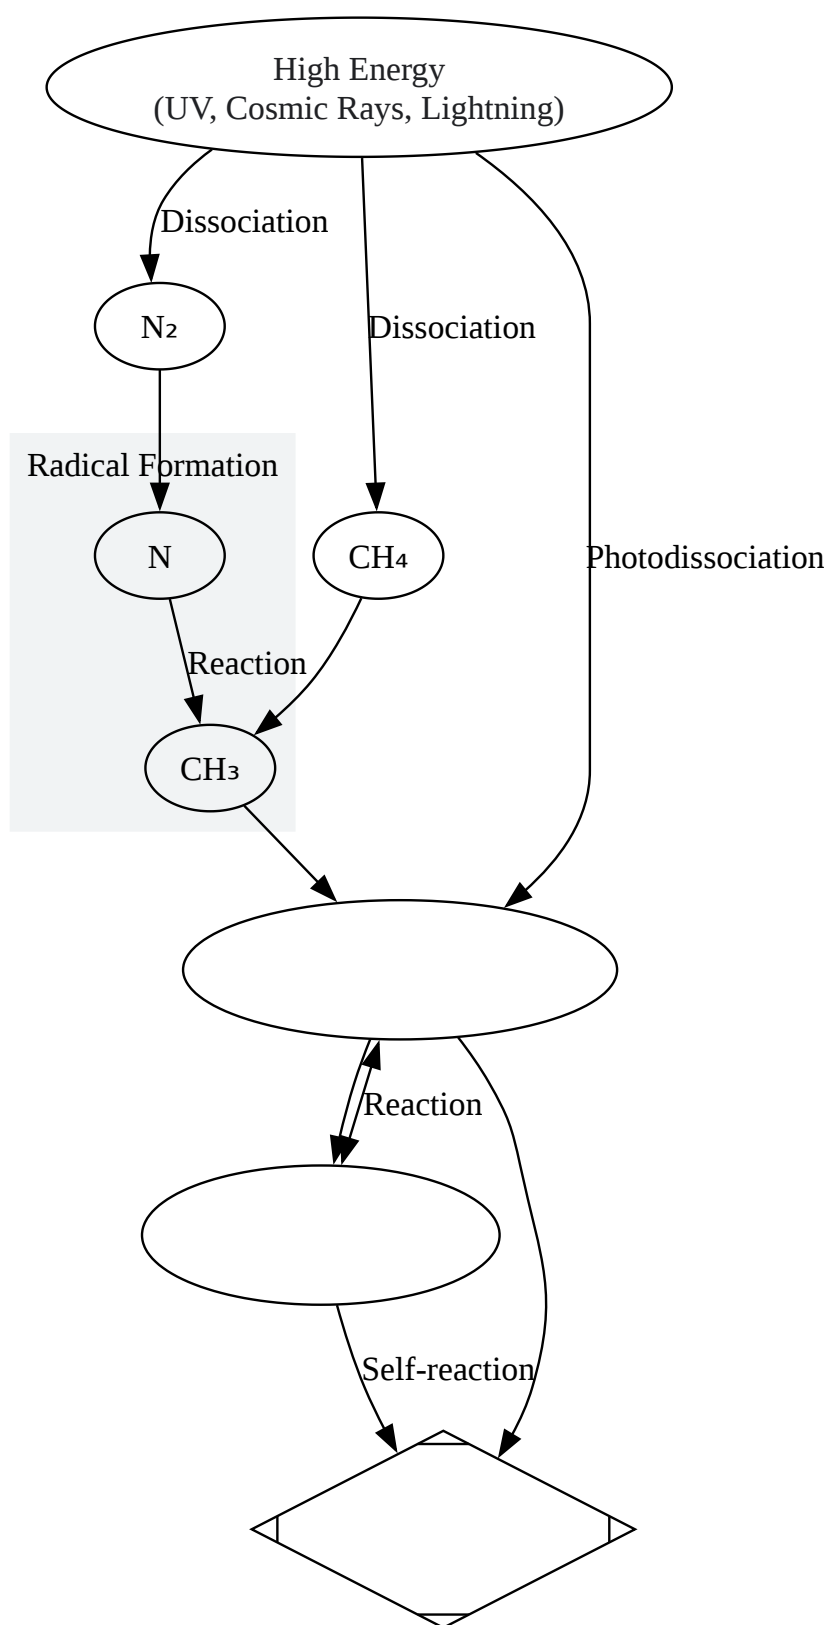 High Energy
(UV, Cosmic Rays, Lightning)
Dissociation
N₂
Dissociation
Radical Formation
N
CH₄
Photodissociation
Reaction
CH₃
Reaction
Self-reaction